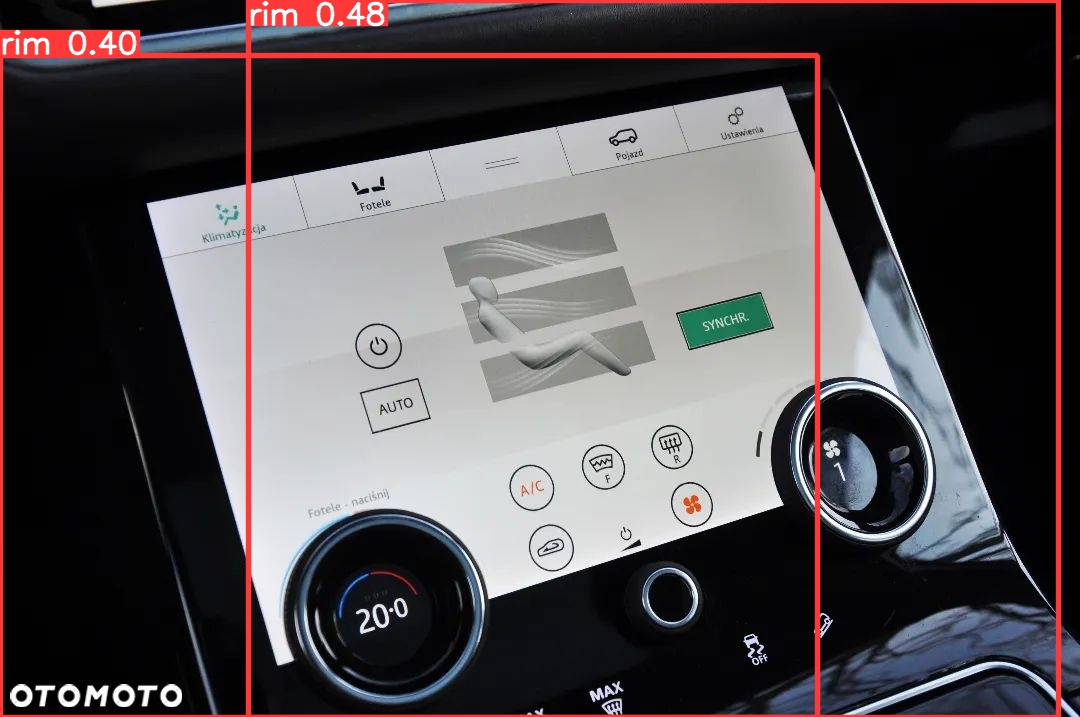 rim 0.48
rim 0.40
Klimatyzacja
Fotele
Pojazd
Ustawienia
SYNCHR.
AUTO
A/C
F
R
1
Fotele - naciśnij
20.0
OFF
MAX
OTOMOTO